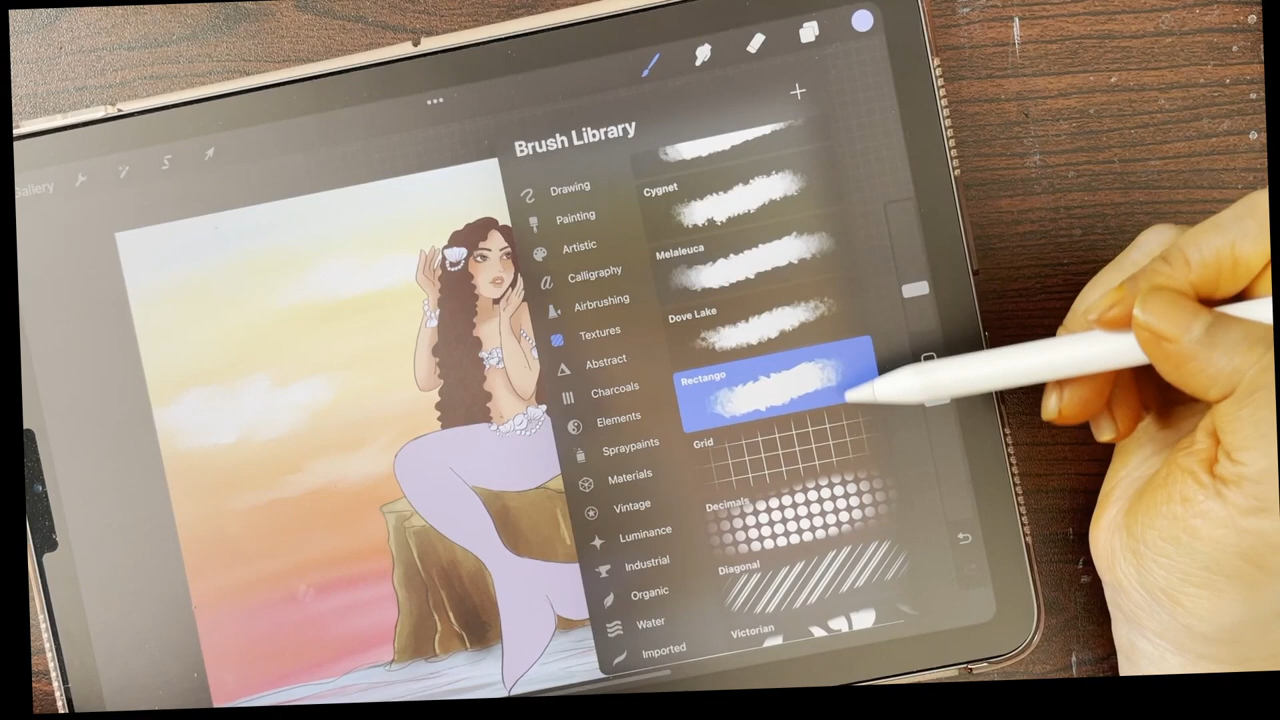 Gallery
Brush Library
Drawing
Painting
Artistic
Calligraphy
Airbrushing
Textures
Abstract
Charcoals
Elements
Spraypaints
Materials
Vintage
Luminance
Industrial
Organic
Water
Imported
Cygnet
Melaleuca
Dove Lake
Rectango
Grid
Decimals
Diagonal
Victorian